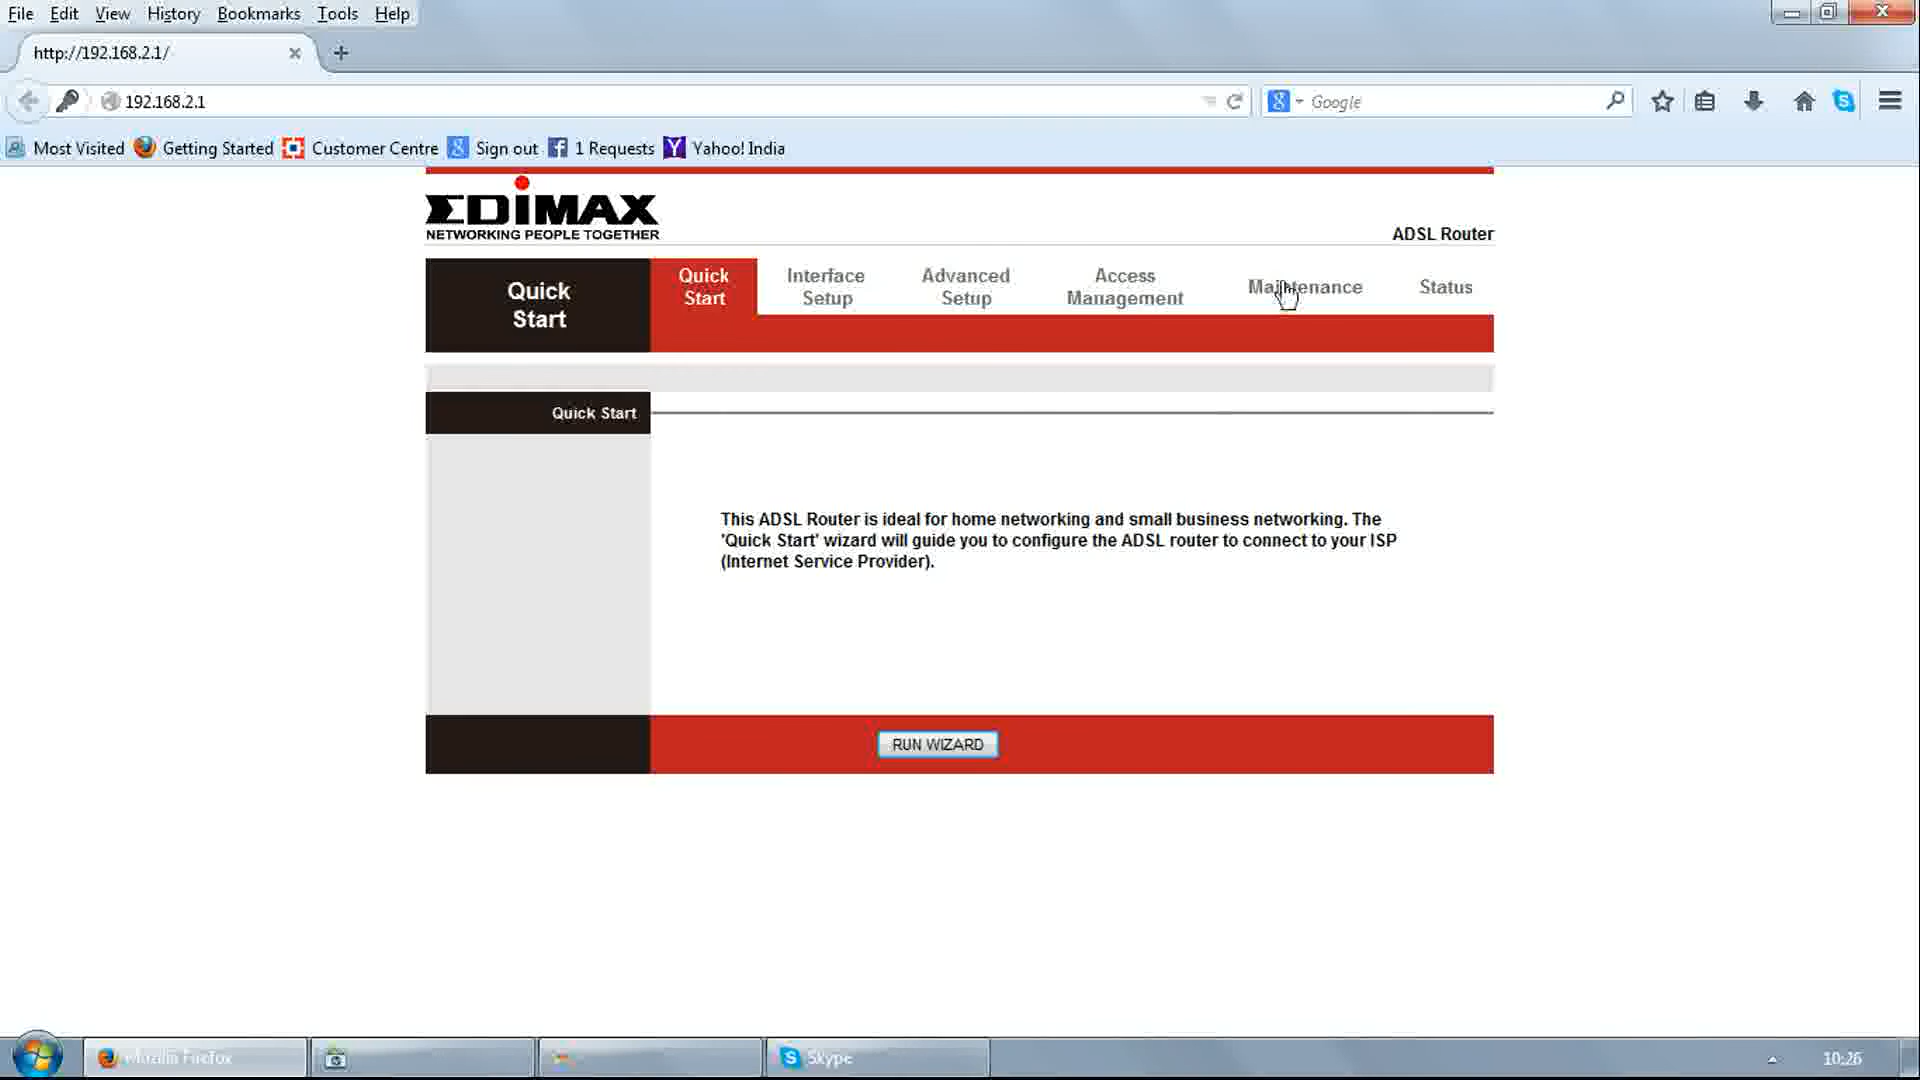 File Edit View History Bookmarks Tools Help
http://192.168.2.1/
192.168.2.1
Google
Most Visited Getting Started Customer Centre Sign out 1 Requests Yahoo! India
EDIMAX
NETWORKING PEOPLE TOGETHER
ADSL Router
Quick
Start
Quick
Start
Interface
Setup
Advanced
Setup
Access
Management
Maintenance
Status
Quick Start
This ADSL Router is ideal for home networking and small business networking. The
'Quick Start' wizard will guide you to configure the ADSL router to connect to your ISP
(Internet Service Provider).
RUN WIZARD
Mozilla Firefox
Skype
10:26